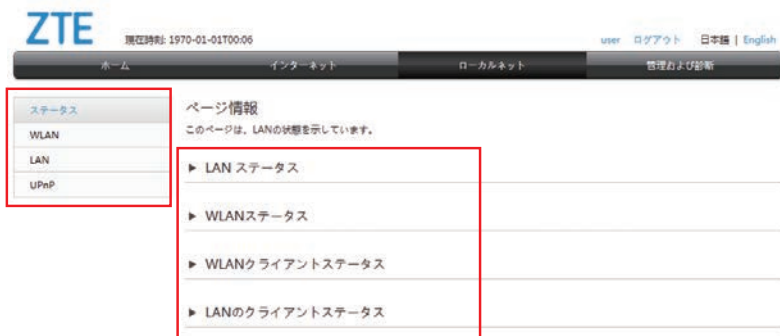 ZTE
現在時刻: 1970-01-01T00:06
user ログアウト 日本語 | English
ホーム インターネット ローカルネット 管理および診断
ステータス
WLAN
LAN
UPnP
ページ情報
このページは、LANの状態を示しています。
▶ LAN ステータス
▶ WLANステータス
▶ WLANクライアントステータス
▶ LANのクライアントステータス